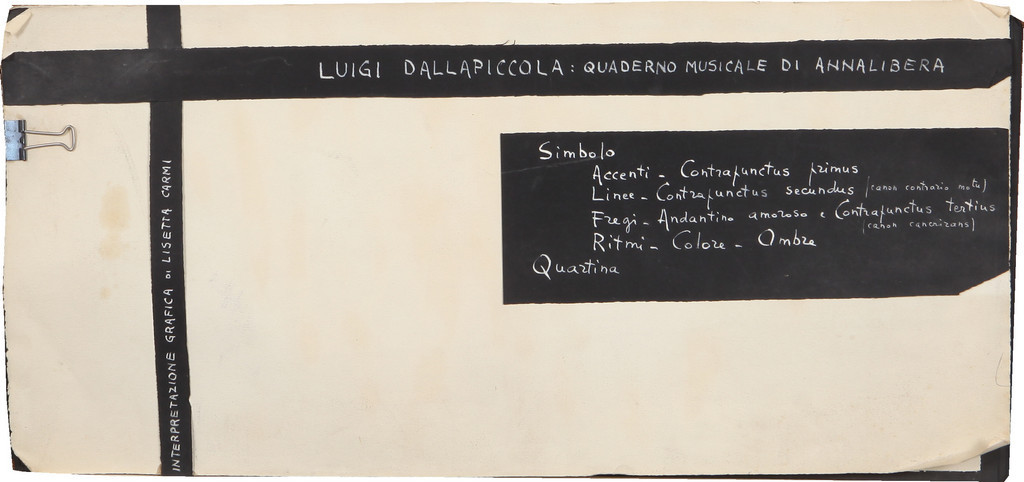 LUIGI DALLAPICCOLA: QUADERNO MUSICALE DI ANNALIBERA
Simbolo
Accenti - Contrapunctus primus
Linee - Contrapunctus secundus (canon contrario motu)
Fregi - Andantino amoroso e Contrapunctus tertius
(canon cancrizans)
Ritmi - Colore - Ombre
Quartina
INTERPRETAZIONE GRAFICA DI LISETTA CARMI